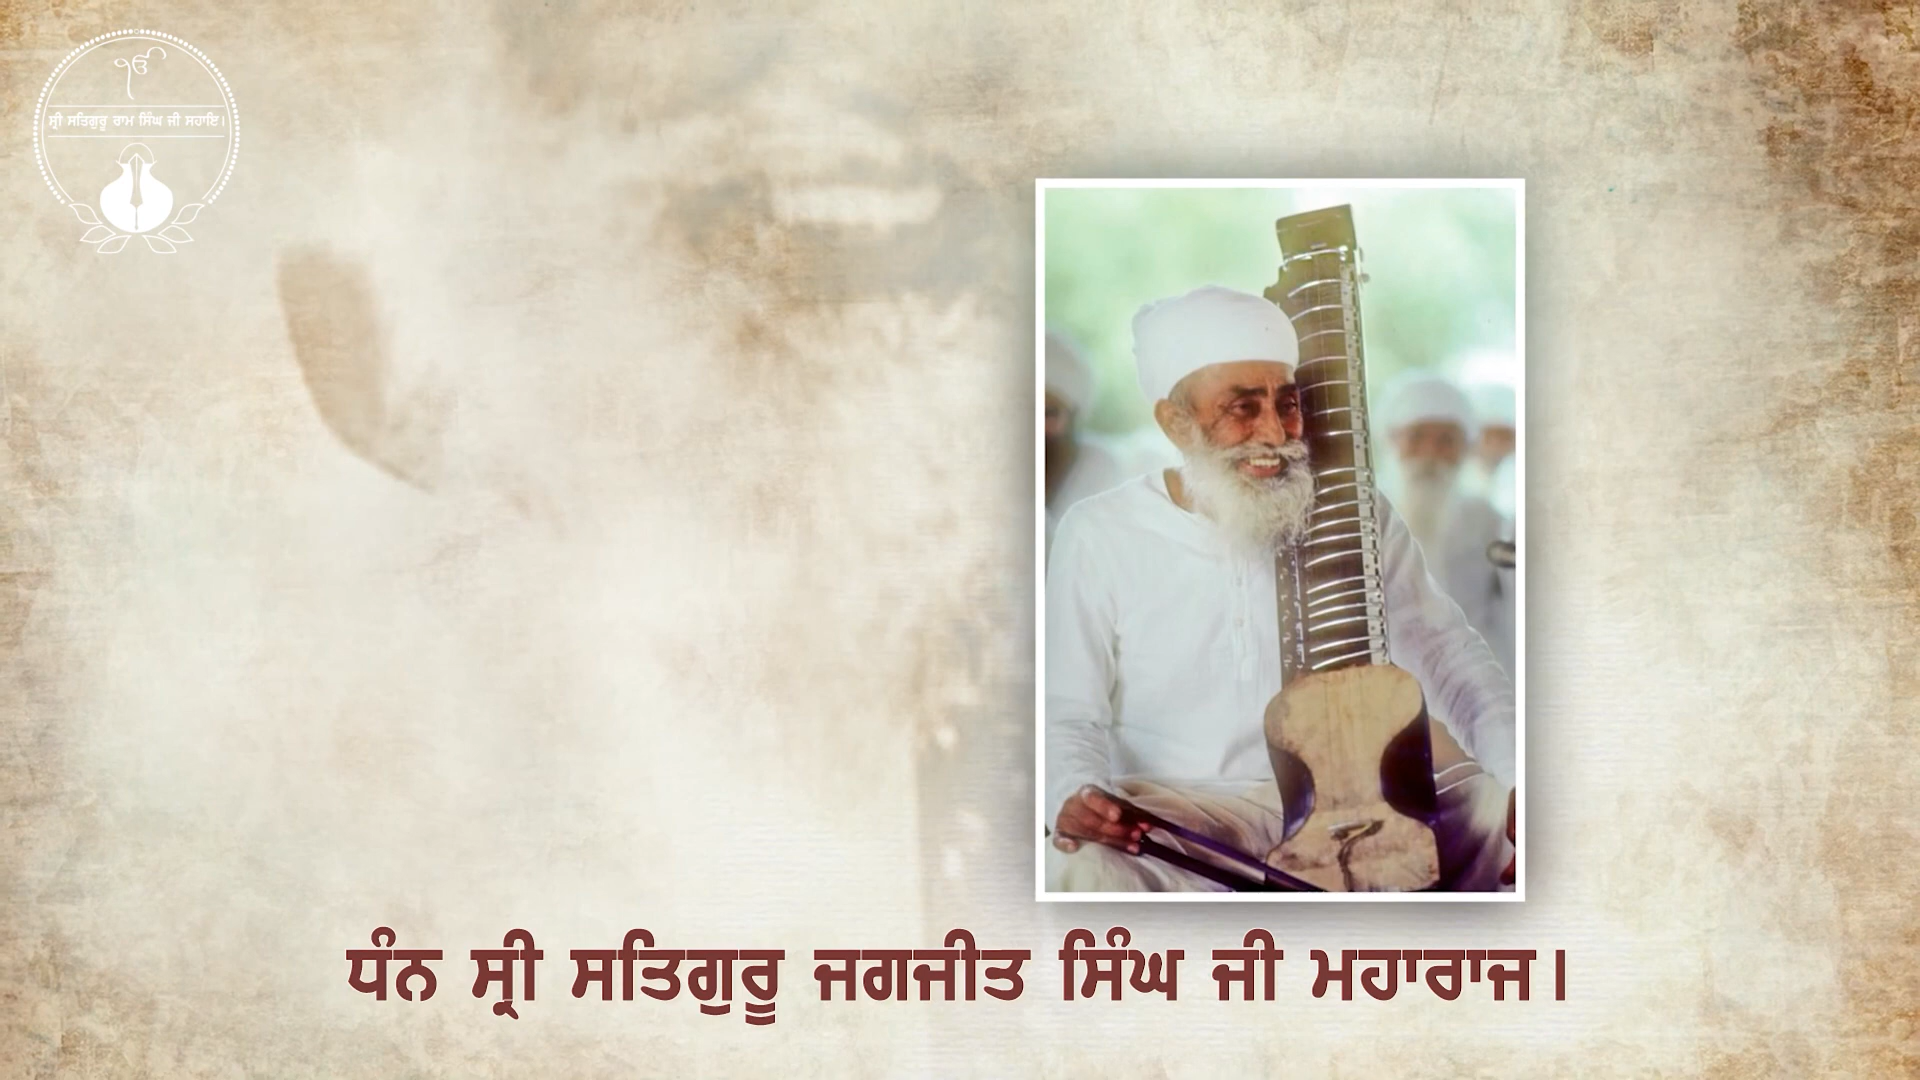 ੴ
ਸ੍ਰੀ ਸਤਿਗੁਰੂ ਰਾਮ ਸਿੰਘ ਜੀ ਸਹਾਇ।
ਧੰਨ ਸ੍ਰੀ ਸਤਿਗੁਰੂ ਜਗਜੀਤ ਸਿੰਘ ਜੀ ਮਹਾਰਾਜ।